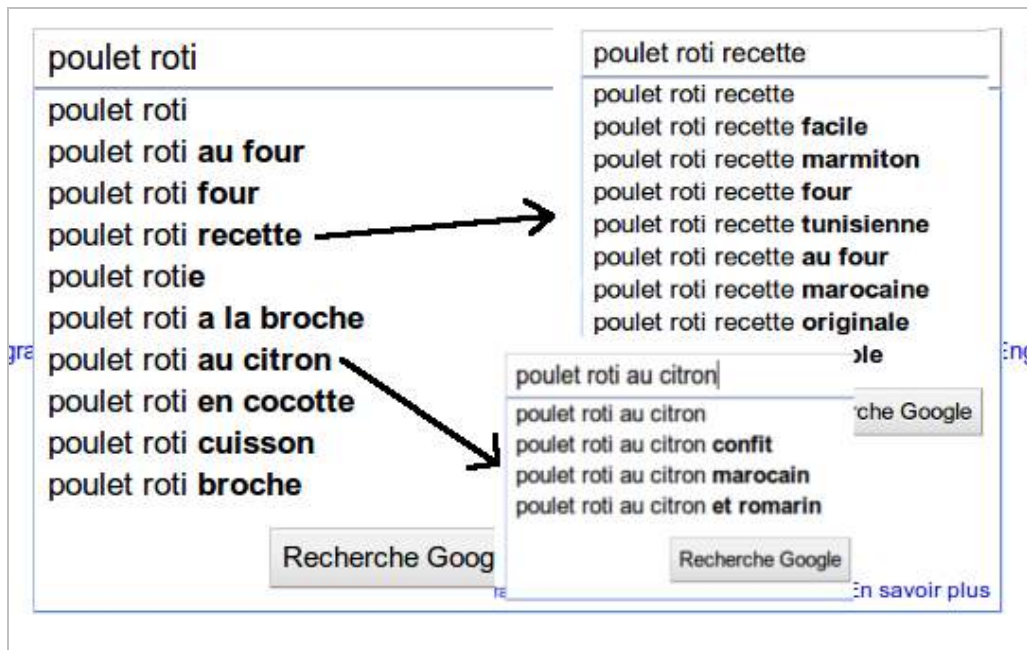 poulet roti
poulet roti
poulet roti au four
poulet roti four
poulet roti recette
poulet rotie
poulet roti a la broche
poulet roti au citron
poulet roti en cocotte
poulet roti cuisson
poulet roti broche
Recherche Goog
poulet roti recette
poulet roti recette
poulet roti recette facile
poulet roti recette marmiton
poulet roti recette four
poulet roti recette tunisienne
poulet roti recette au four
poulet roti recette marocaine
poulet roti recette originale
rche Google
poulet roti au citron
poulet roti au citron
poulet roti au citron confit
poulet roti au citron marocain
poulet roti au citron et romarin
Recherche Google
En savoir plus